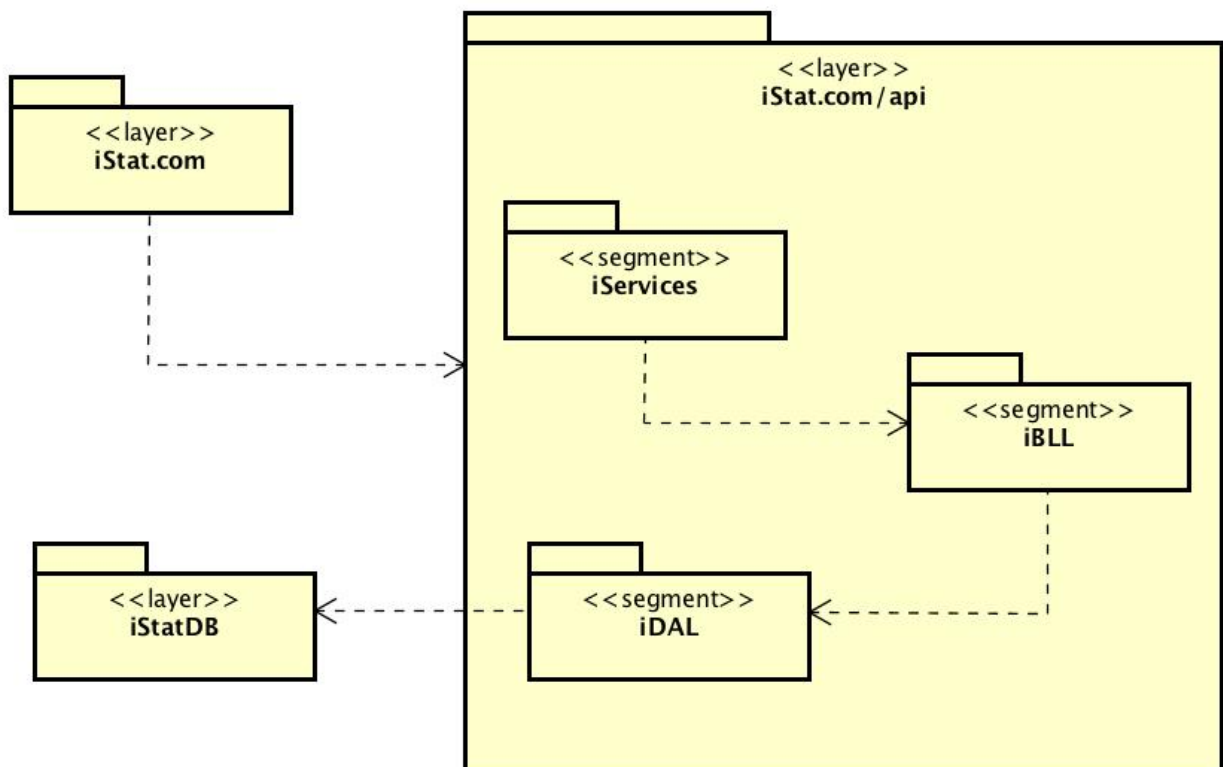 <<layer>>
iStat.com/api
<<layer>>
iStat.com
<<segment>>
iServices
<<segment>>
iBLL
<<layer>>
iStatDB
<<segment>>
iDAL